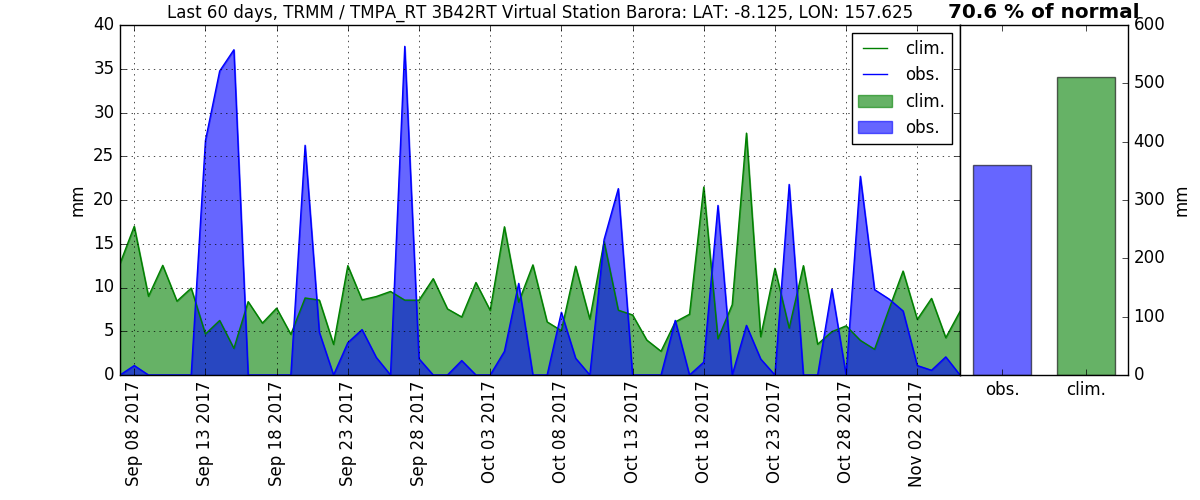 Last 60 days, TRMM / TMPA_RT 3B42RT Virtual Station Barora: LAT: -8.125, LON: 157.625
70.6 % of normal
40
35
30
25
20
15
10
5
0
mm
clim.
obs.
clim.
obs.
600
500
400
300
200
100
0
mm
Sep 08 2017
Sep 13 2017
Sep 18 2017
Sep 23 2017
Sep 28 2017
Oct 03 2017
Oct 08 2017
Oct 13 2017
Oct 18 2017
Oct 23 2017
Oct 28 2017
Nov 02 2017
obs.
clim.